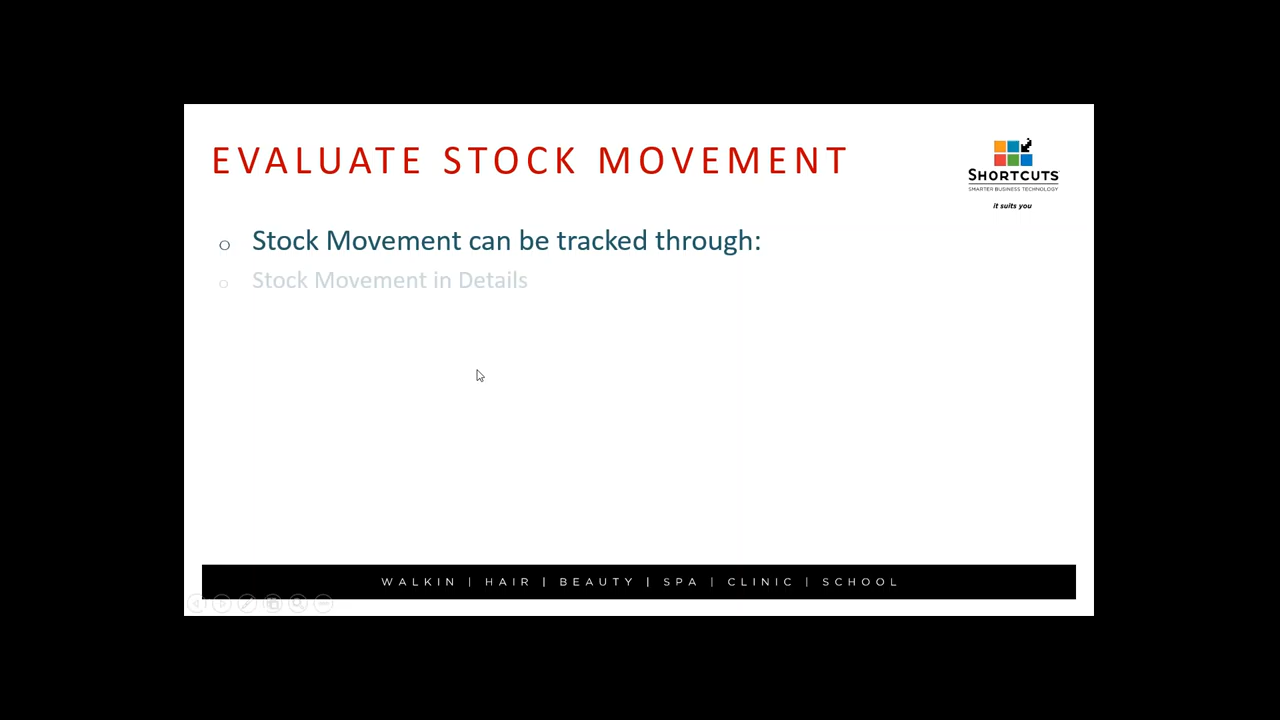 EVALUATE STOCK MOVEMENT
SHORTCUTS
SMARTER BUSINESS TECHNOLOGY
it suits you
o Stock Movement can be tracked through:
o Stock Movement in Details
WALKIN | HAIR | BEAUTY | SPA | CLINIC | SCHOOL